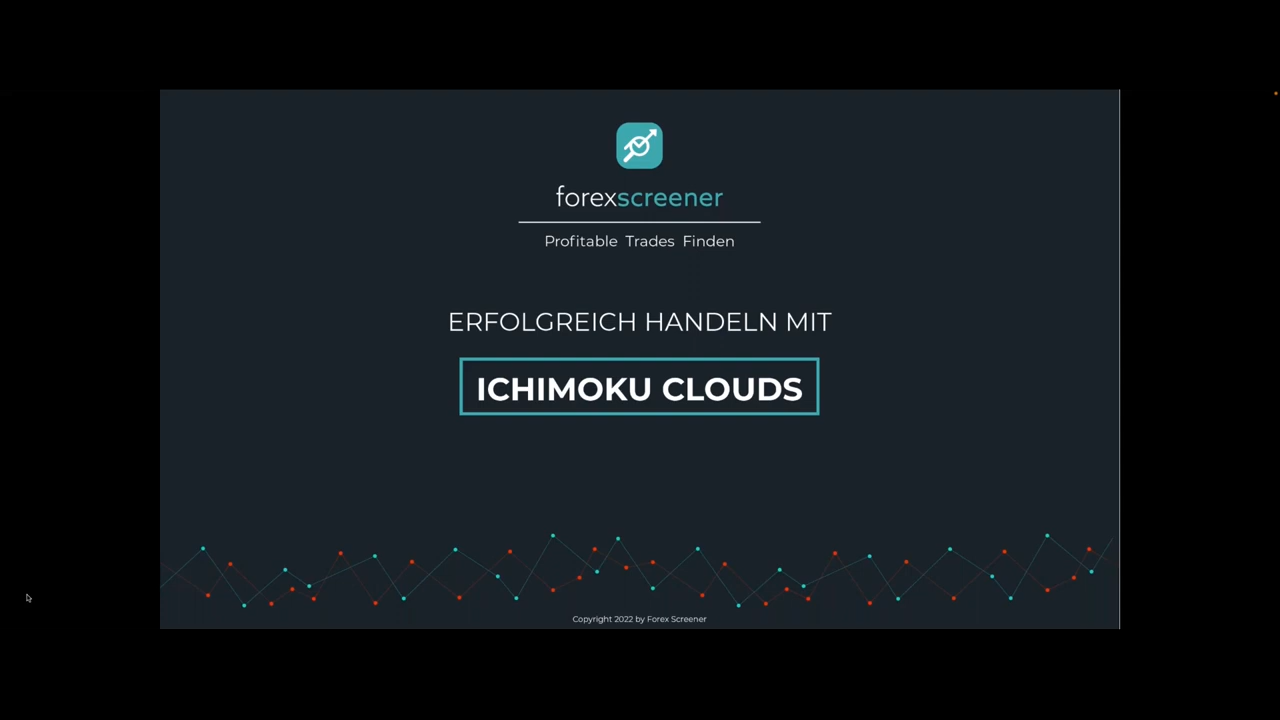 forexscreener
Profitable Trades Finden
ERFOLGREICH HANDELN MIT
ICHIMOKU CLOUDS
Copyright 2022 by Forex Screener